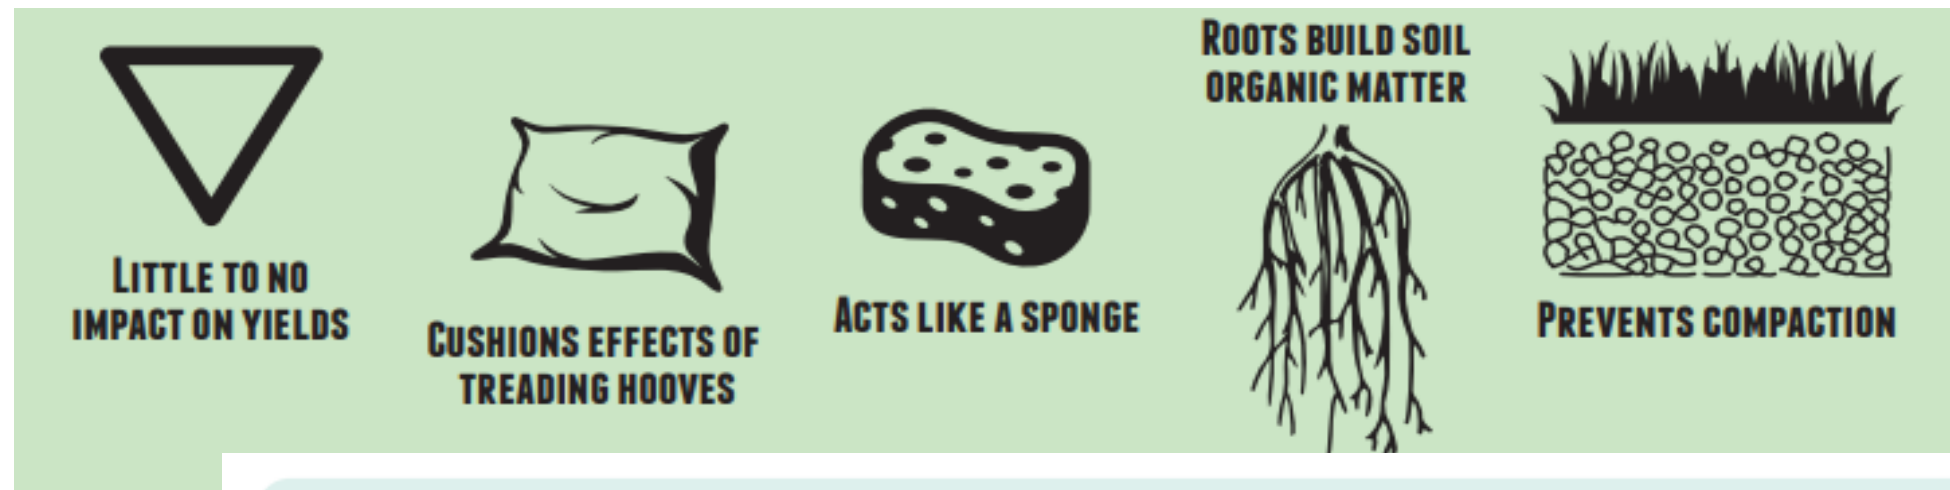 LITTLE TO NO
IMPACT ON YIELDS
CUSHIONS EFFECTS OF
TREADING HOOVES
ACTS LIKE A SPONGE
ROOTS BUILD SOIL
ORGANIC MATTER
PREVENTS COMPACTION